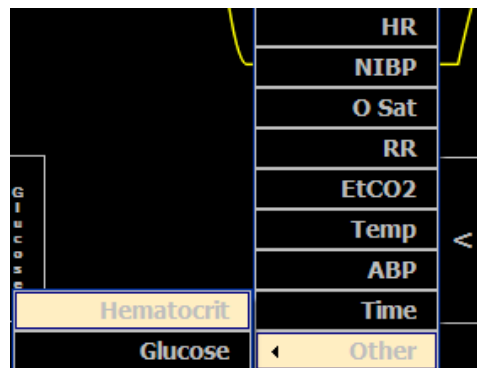 HR
NIBP
O Sat
RR
EtCO2
Temp
ABP
Time
Other
Glucose
<
Hematocrit
Glucose